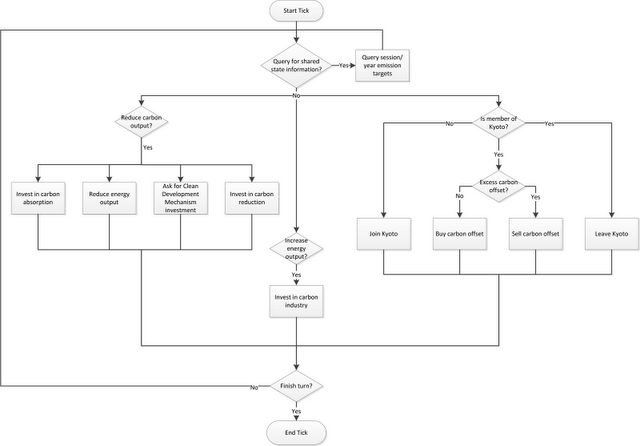 Start Tick
Query for shared
state information?
Yes
Query session/
year emission
targets
No
Reduce carbon
output?
Yes
Is member of
Kyoto?
No
Yes
Yes
Invest in carbon
absorption
Reduce energy
output
Ask for Clean
Development
Mechanism
investment
Invest in carbon
reduction
Excess carbon
offset?
No
Yes
Join Kyoto
Buy carbon offset
Sell carbon offset
Leave Kyoto
Increase
energy
output?
Yes
Invest in carbon
industry
Finish turn?
No
Yes
End Tick